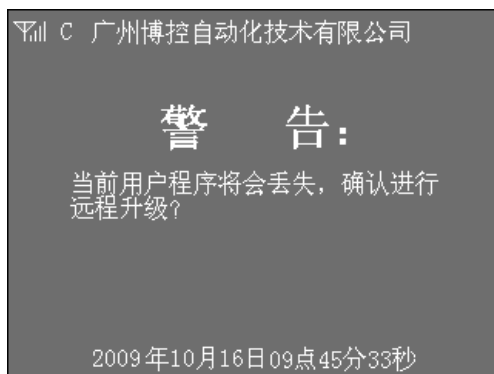 C 广州博控自动化技术有限公司
警 告:
当前用户程序将会丢失,确认进行
远程升级?
2009年10月16日09点45分33秒